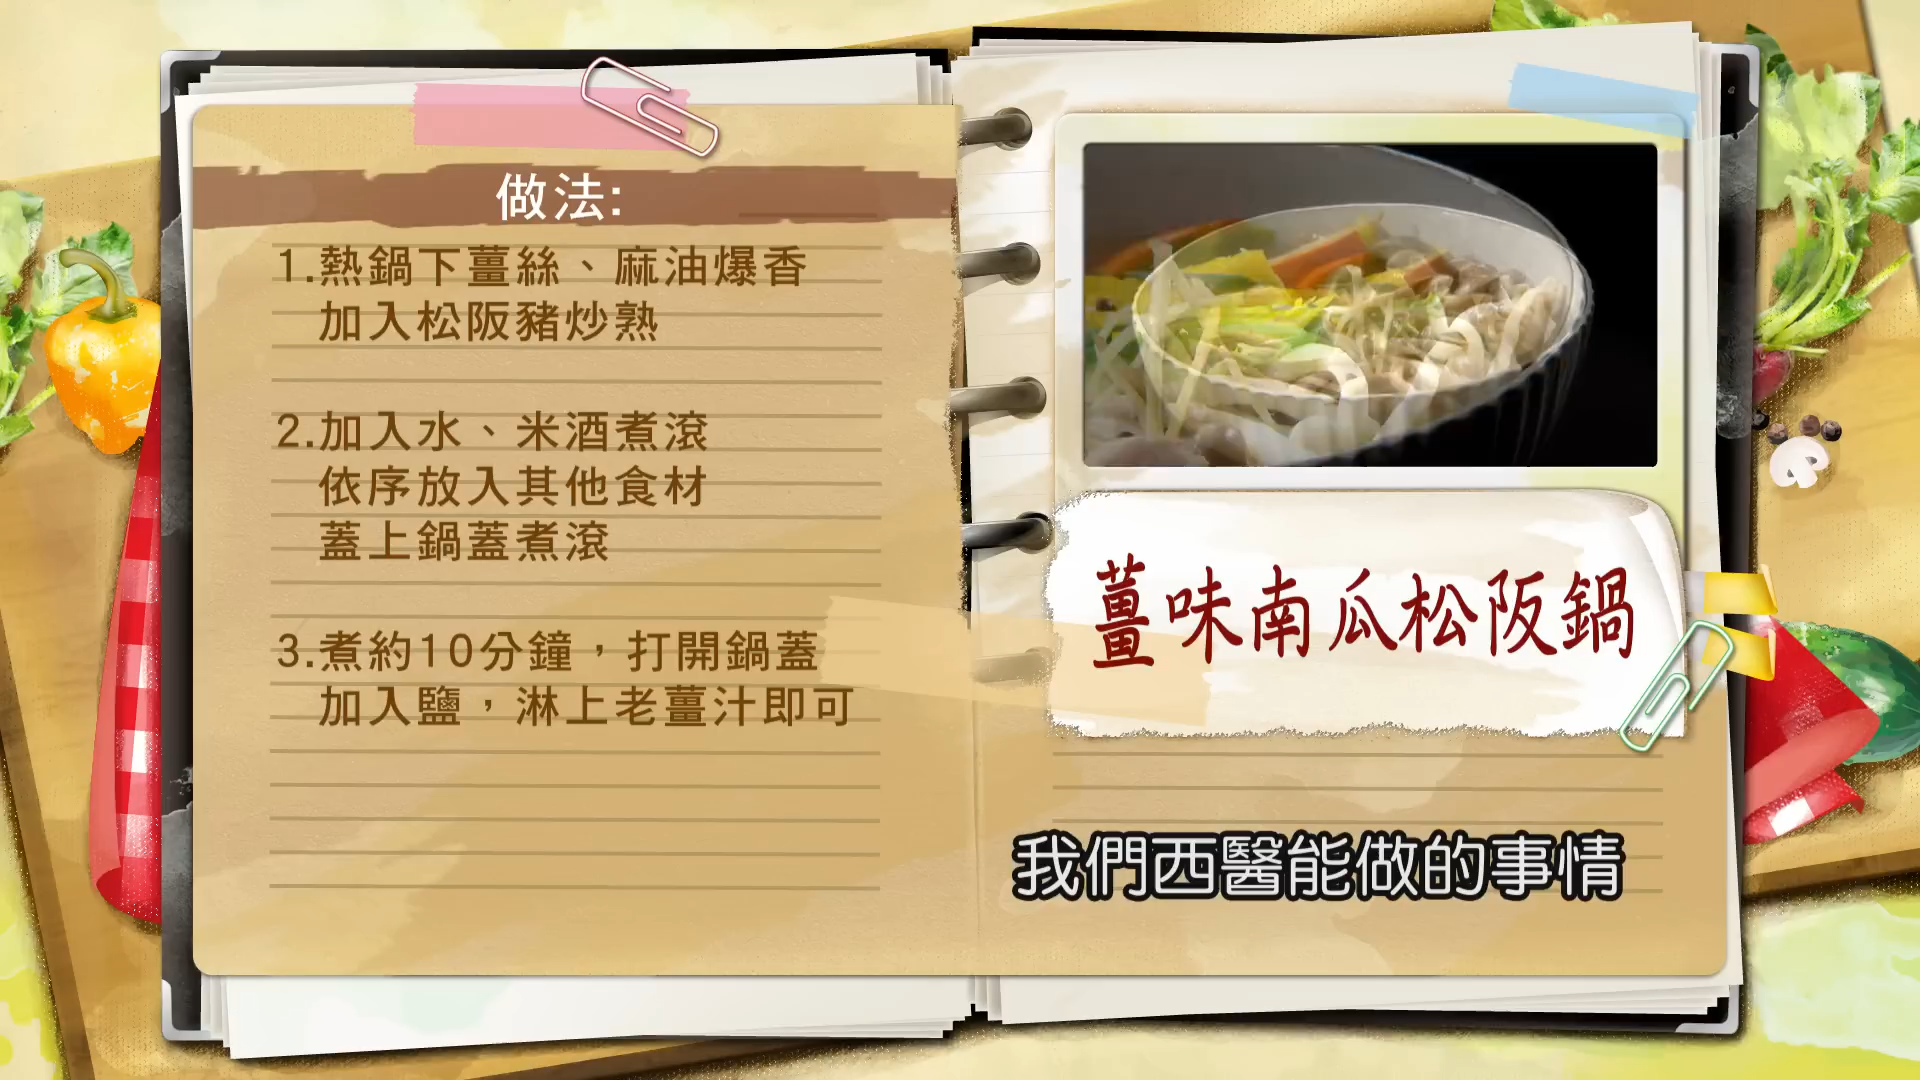 做法:
1.熱鍋下薑絲、麻油爆香
加入松阪豬炒熟
2.加入水、米酒煮滾
依序放入其他食材
蓋上鍋蓋煮滾
3.煮約10分鐘，打開鍋蓋
加入鹽，淋上老薑汁即可
薑味南瓜松阪鍋
我們西醫能做的事情